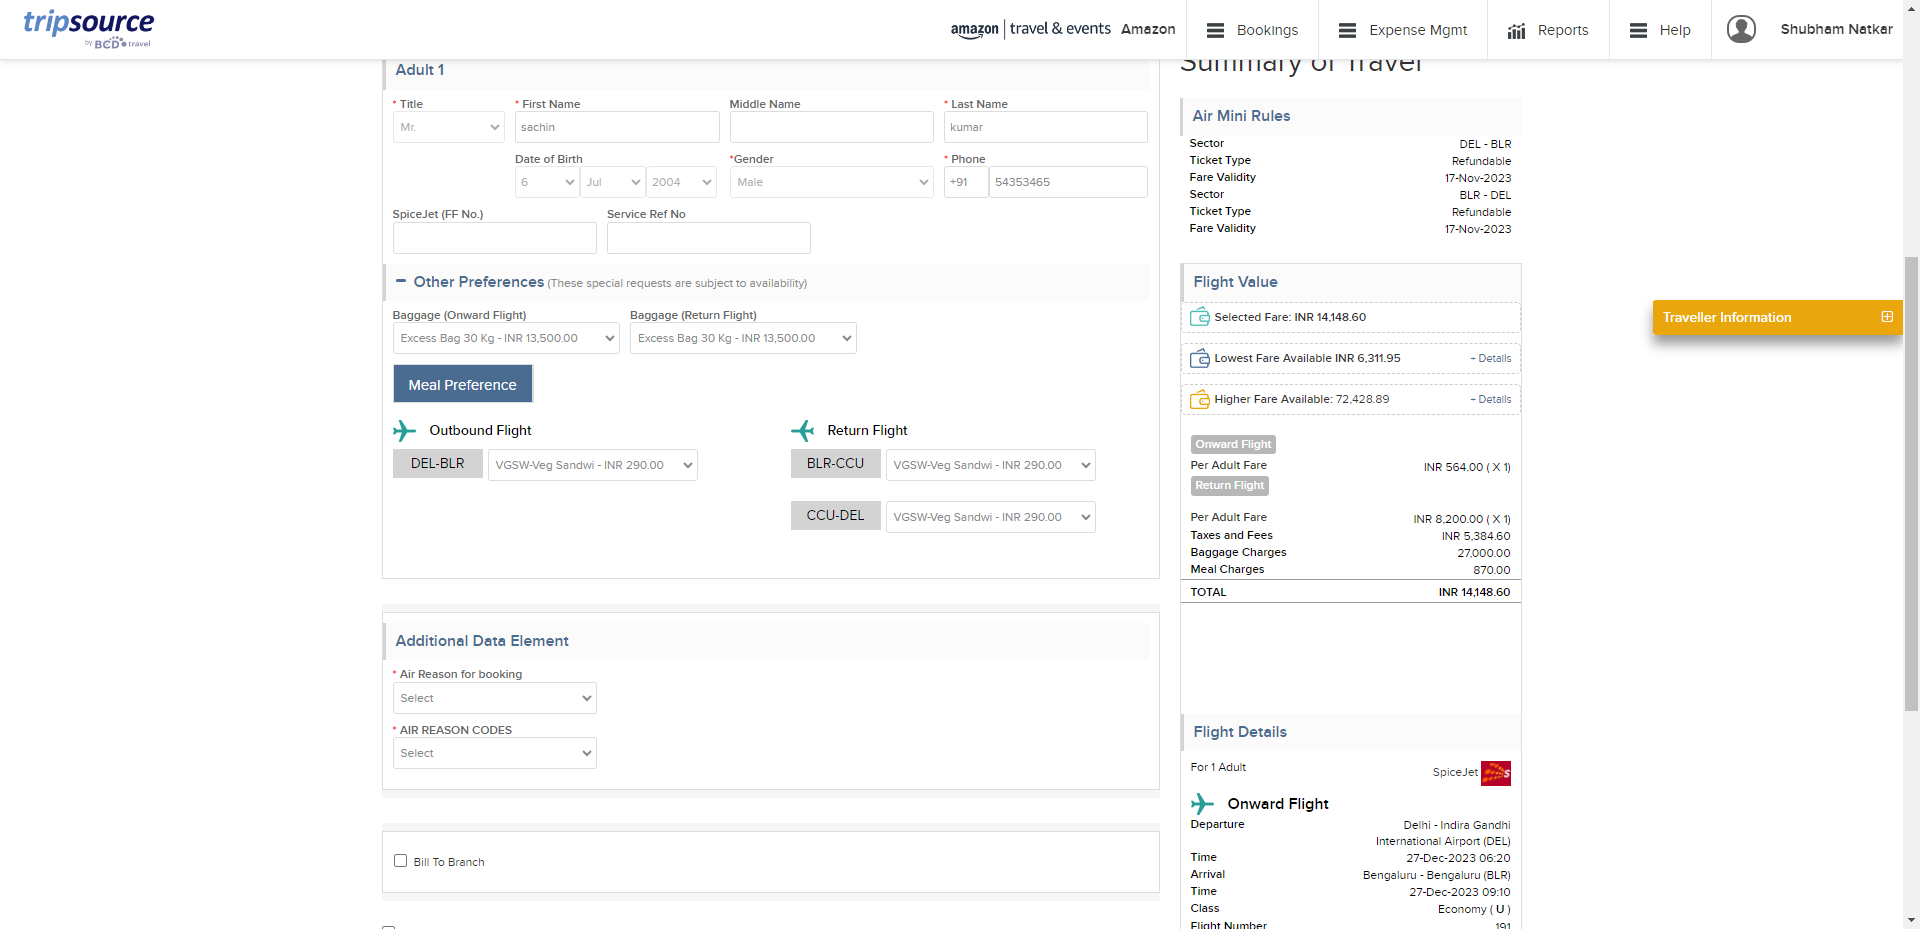 tripsource
by BCD travel
amazon | travel & events Amazon
Bookings
Expense Mgmt
Reports
Help
Shubham Natkar
Adult 1
* Title
* First Name
Middle Name
* Last Name
Mr.
sachin
kumar
Date of Birth
*Gender
* Phone
6
Jul
2004
Male
+91
54353465
SpiceJet (FF No.)
Service Ref No
Other Preferences (These special requests are subject to availability)
Baggage (Onward Flight)
Baggage (Return Flight)
Excess Bag 30 Kg - INR 13,500.00
Excess Bag 30 Kg - INR 13,500.00
Meal Preference
Outbound Flight
Return Flight
DEL-BLR
VGSW-Veg Sandwi - INR 290.00
BLR-CCU
VGSW-Veg Sandwi - INR 290.00
CCU-DEL
VGSW-Veg Sandwi - INR 290.00
Additional Data Element
* Air Reason for booking
Select
* AIR REASON CODES
Select
Bill To Branch
Summary of Travel
Air Mini Rules
Sector DEL - BLR
Ticket Type Refundable
Fare Validity 17-Nov-2023
Sector BLR - DEL
Ticket Type Refundable
Fare Validity 17-Nov-2023
Flight Value
Selected Fare: INR 14,148.60
Lowest Fare Available INR 6,311.95 + Details
Higher Fare Available: 72,428.89 + Details
Onward Flight
Per Adult Fare INR 564.00 ( X 1)
Return Flight
Per Adult Fare INR 8,200.00 ( X 1)
Taxes and Fees INR 5,384.60
Baggage Charges 27,000.00
Meal Charges 870.00
TOTAL INR 14,148.60
Flight Details
For 1 Adult SpiceJet
Onward Flight
Departure Delhi - Indira Gandhi
International Airport (DEL)
Time 27-Dec-2023 06:20
Arrival Bengaluru - Bengaluru (BLR)
Time 27-Dec-2023 09:10
Class Economy ( U )
Flight Number 191
Traveller Information